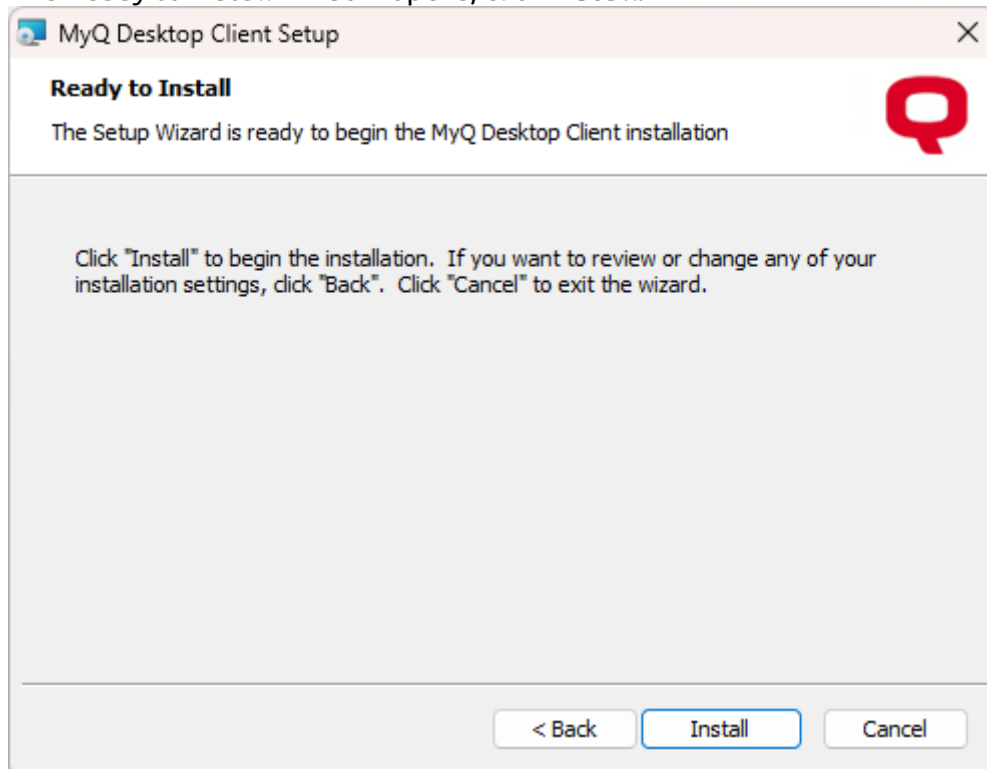 MyQ Desktop Client Setup
Ready to Install
The Setup Wizard is ready to begin the MyQ Desktop Client installation
Click "Install" to begin the installation.  If you want to review or change any of your
installation settings, click "Back".  Click "Cancel" to exit the wizard.
< Back
Install
Cancel